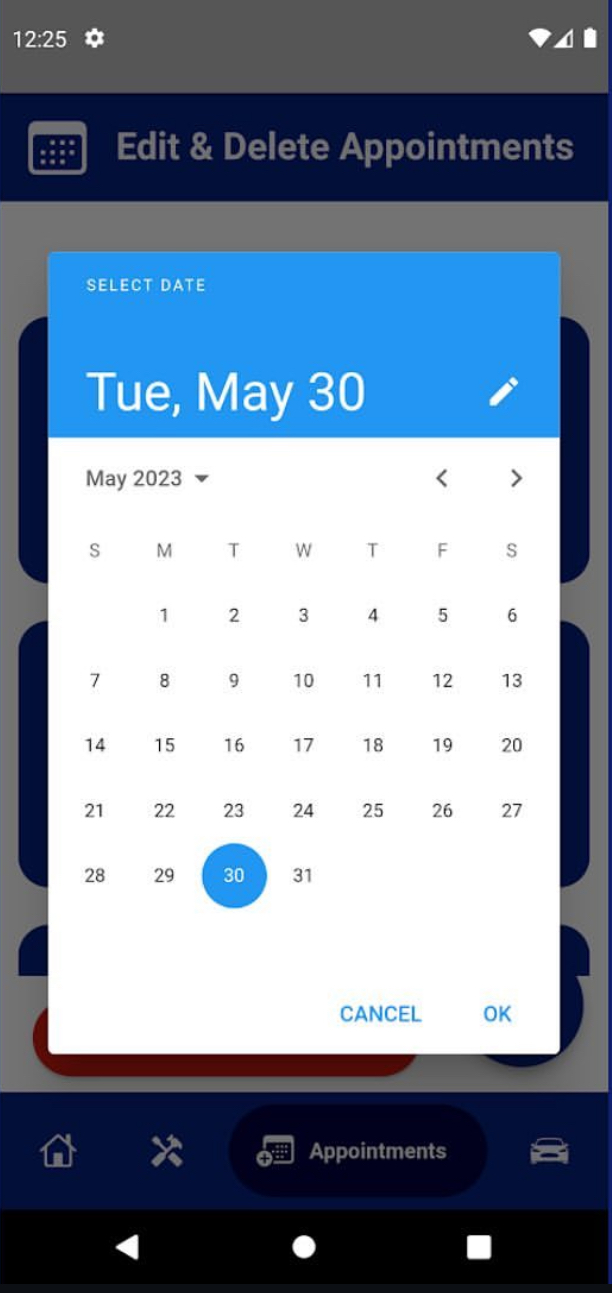 12:25
Edit & Delete Appointments
SELECT DATE
Tue, May 30
May 2023
S M T W T F S
1 2 3 4 5 6
7 8 9 10 11 12 13
14 15 16 17 18 19 20
21 22 23 24 25 26 27
28 29 30 31
CANCEL OK
Appointments